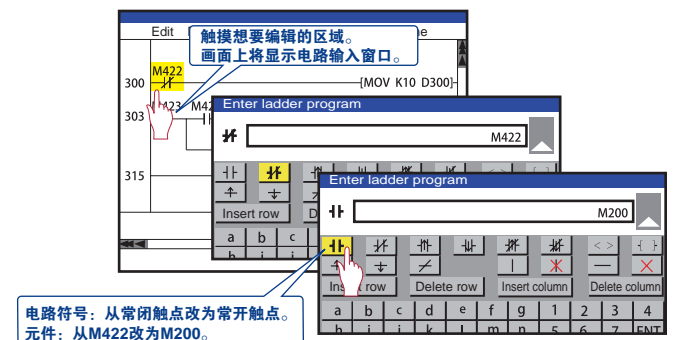 Edit
触摸想要编辑的区域。
画面上将显示电路输入窗口。
M422
300
[MOV K10 D300]
303
315
Enter ladder program
M422
Insert row
a b c
Enter ladder program
M200
< > { }
Insert row Delete row Insert column Delete column
a b c d e f g 1 2 3 4
h i j k l m n 5 6 7 ENT
电路符号：从常闭触点改为常开触点。
元件：从M422改为M200。